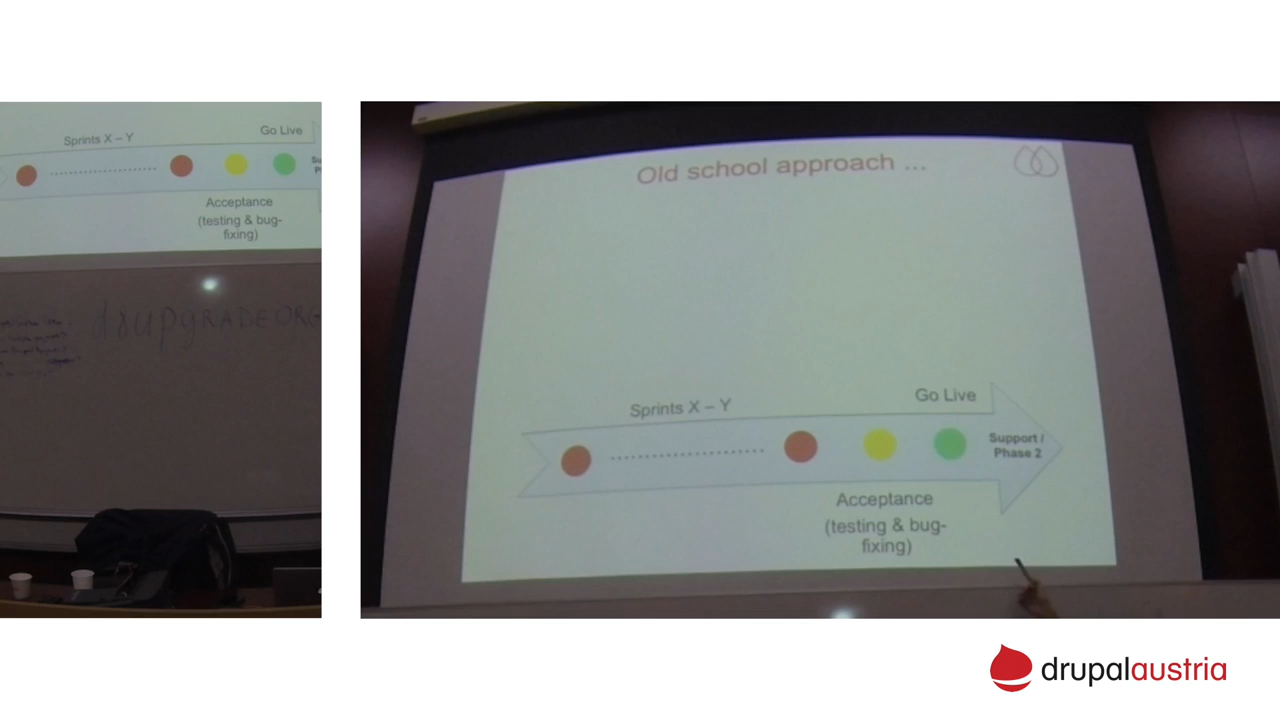 Sprints X – Y
Go Live
Acceptance
(testing & bug-
fixing)
d8upgradeORG
Old school approach ...
Sprints X – Y
Go Live
Support /
Phase 2
Acceptance
(testing & bug-
fixing)
drupalaustria